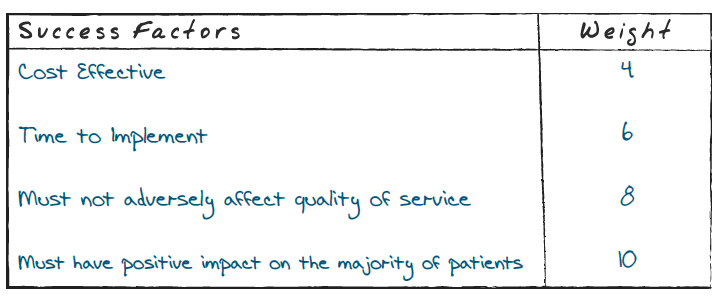 Success Factors Weight
Cost Effective 4
Time to Implement 6
Must not adversely affect quality of service 8
Must have positive impact on the majority of patients 10